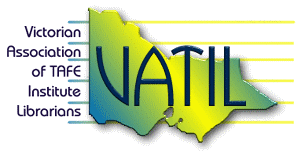 Victorian
Association
of TAFE
Institute
Librarians
VATIL